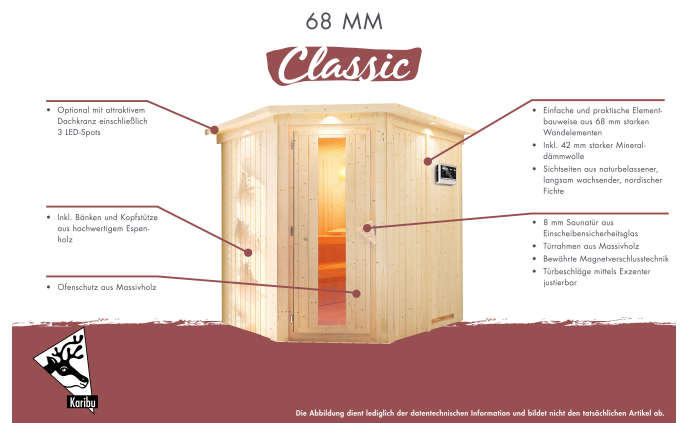 68 MM
Classic
• Optional mit attraktivem
Dachkranz einschließlich
3 LED-Spots
• Inkl. Bänken und Kopfstütze
aus hochwertigem Espen-
holz
• Ofenschutz aus Massivholz
• Einfache und praktische Element-
bauweise aus 68 mm starken
Wandelementen
• Inkl. 42 mm starker Mineral-
dämmwolle
• Sichtseiten aus naturbelassener,
langsam wachsender, nordischer
Fichte
• 8 mm Saunatür aus
Einscheibensicherheitsglas
• Türrahmen aus Massivholz
• Bewährte Magnetverschlusstechnik
• Türbeschläge mittels Exzenter
justierbar
Karibu
Die Abbildung dient lediglich der datentechnischen Information und bildet nicht den tatsächlichen Artikel ab.